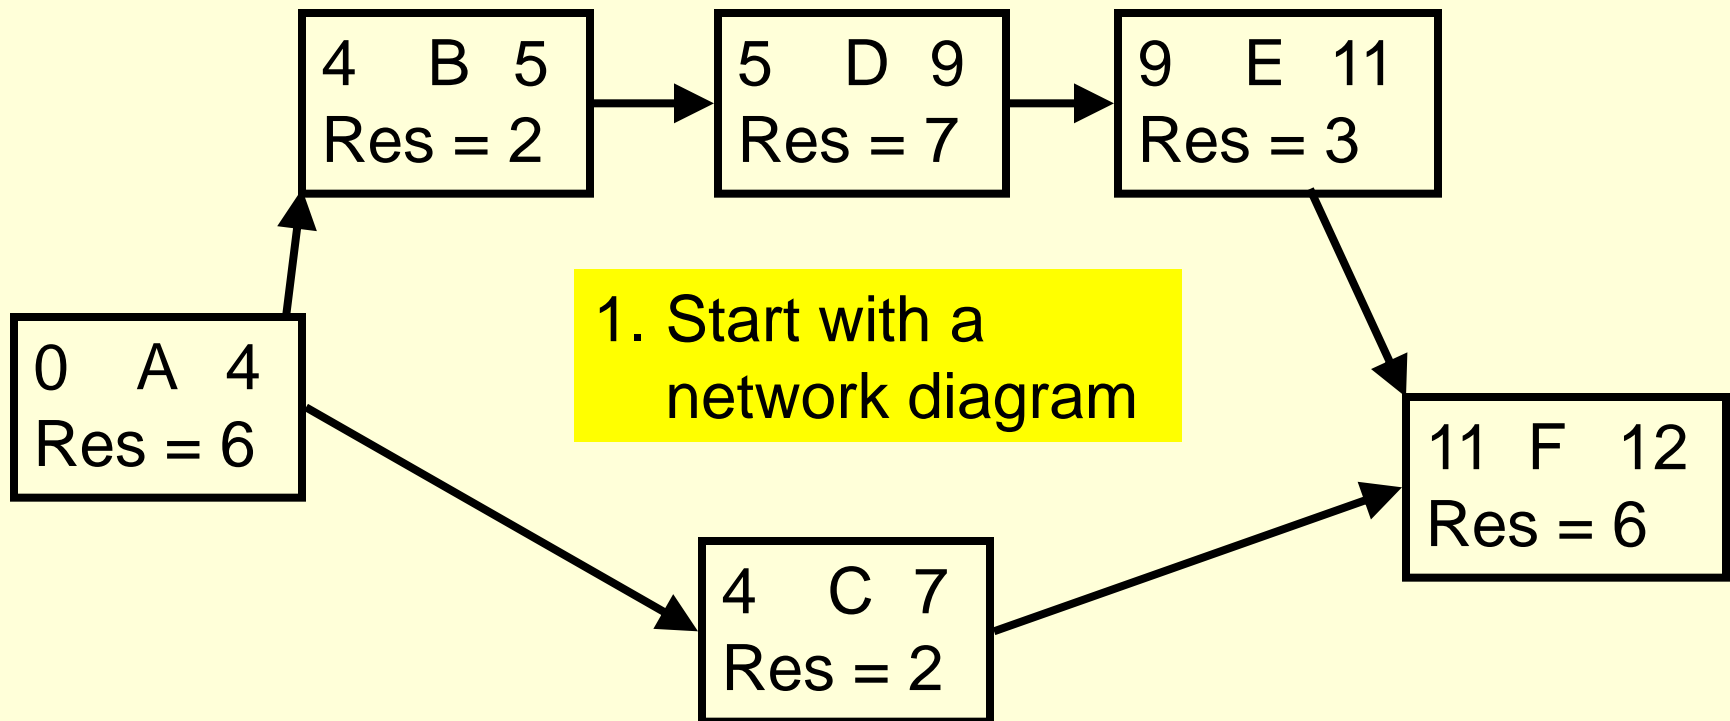 4 B 5
Res = 2
5 D 9
Res = 7
9 E 11
Res = 3
1. Start with a
network diagram
0 A 4
Res = 6
11 F 12
Res = 6
4 C 7
Res = 2